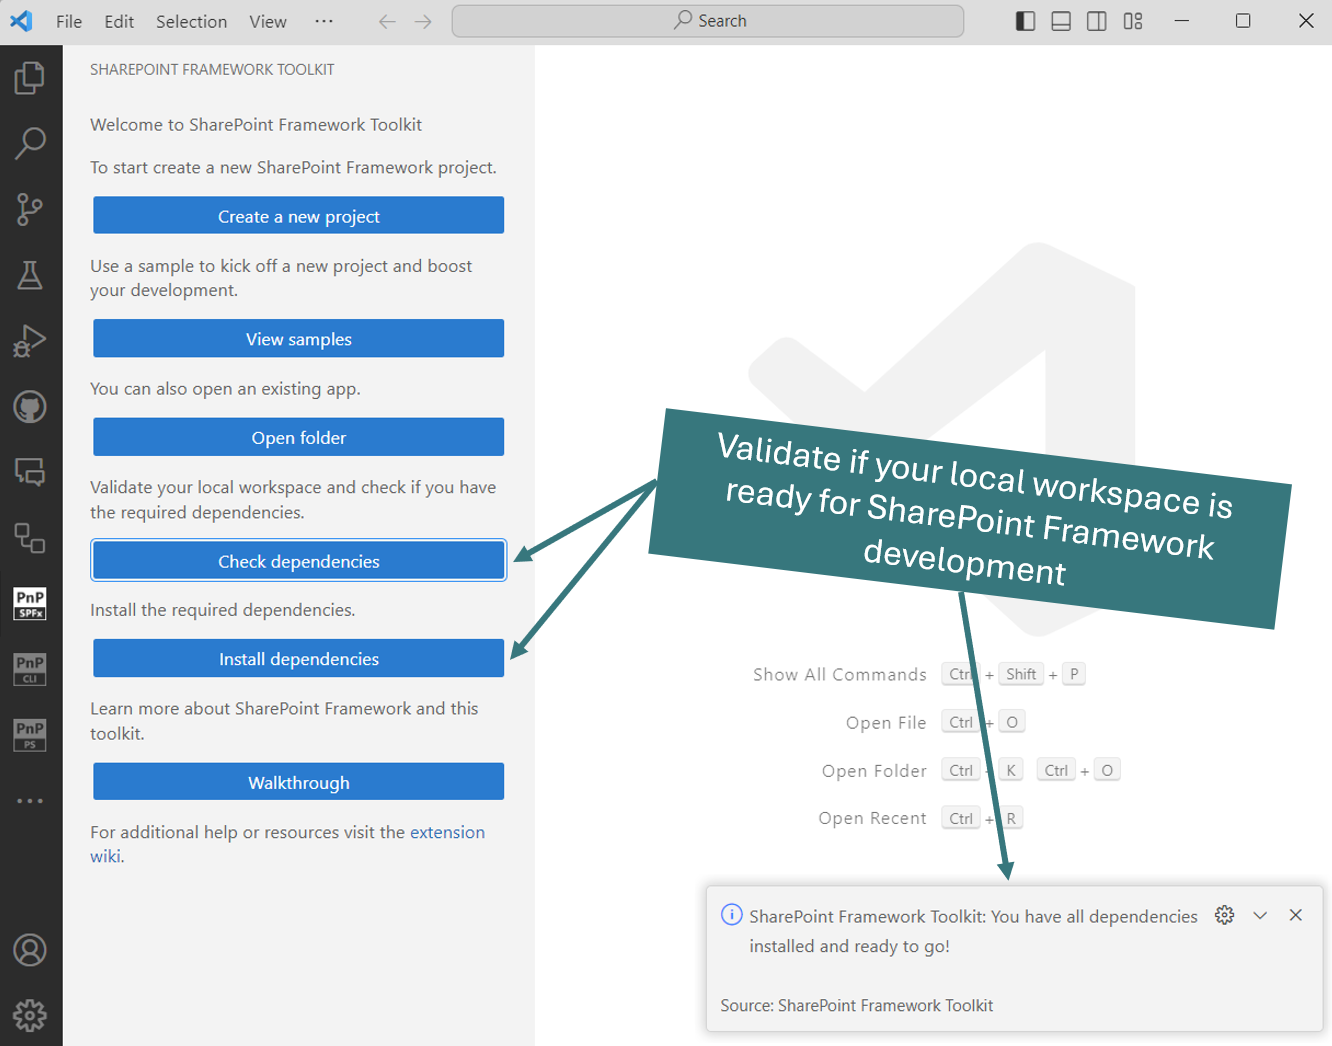 File Edit Selection View ···
Search
SHAREPOINT FRAMEWORK TOOLKIT
Welcome to SharePoint Framework Toolkit
To start create a new SharePoint Framework project.
Create a new project
Use a sample to kick off a new project and boost
your development.
View samples
You can also open an existing app.
Open folder
Validate your local workspace and check if you have
the required dependencies.
Check dependencies
Install the required dependencies.
Install dependencies
Learn more about SharePoint Framework and this
toolkit.
Walkthrough
For additional help or resources visit the extension
wiki.
PnP
SPFx
PnP
CLI
PnP
PS
Validate if your local workspace is
ready for SharePoint Framework
development
Show All Commands Ctrl + Shift + P
Open File Ctrl + O
Open Folder Ctrl + K Ctrl + O
Open Recent Ctrl + R
SharePoint Framework Toolkit: You have all dependencies
installed and ready to go!
Source: SharePoint Framework Toolkit